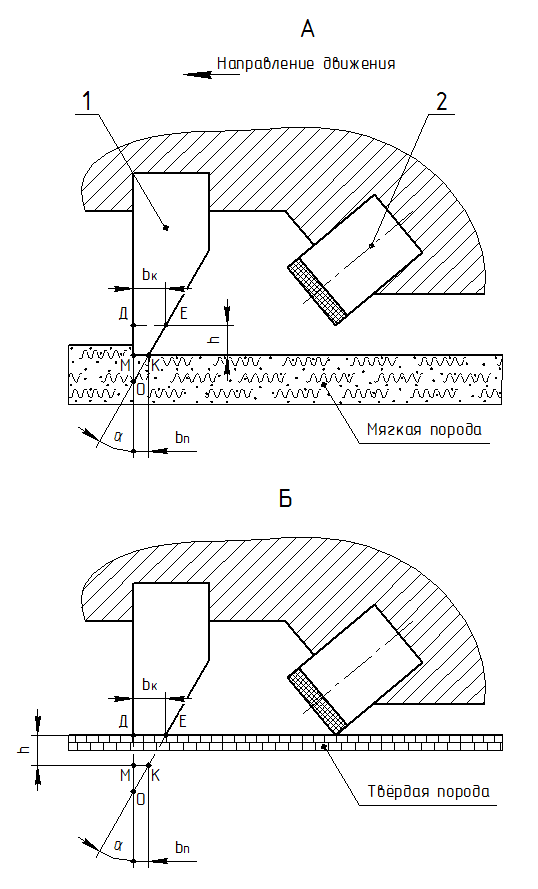 А
Направление движения
1
2
bк
Д
Е
h
М
К
О
α
bп
Мягкая порода
Б
bк
Д
Е
h
М
К
О
α
bп
Твёрдая порода